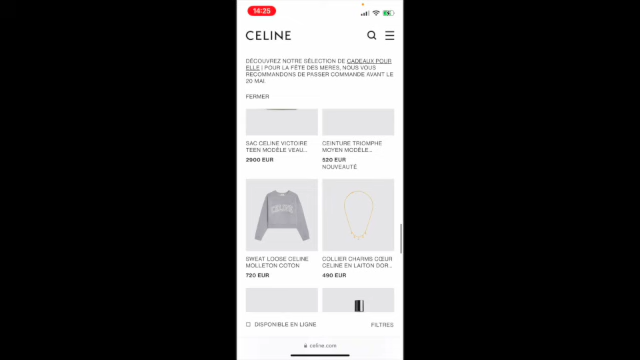 14:25
CELINE
DÉCOUVREZ NOTRE SÉLECTION DE CADEAUX POUR
ELLE ! POUR LA FÊTE DES MERES, NOUS VOUS
RECOMMANDONS DE PASSER COMMANDE AVANT LE
20 MAI.
FERMER
SAC CELINE VICTOIRE
TEEN MODÈLE VEAU...
2900 EUR
CEINTURE TRIOMPHE
MOYEN MODÈLE...
520 EUR
NOUVEAUTÉ
CELINE
SWEAT LOOSE CELINE
MOLLETON COTON
720 EUR
COLLIER CHARMS CŒUR
CELINE EN LAITON DOR...
490 EUR
DISPONIBLE EN LIGNE
FILTRES
celine.com